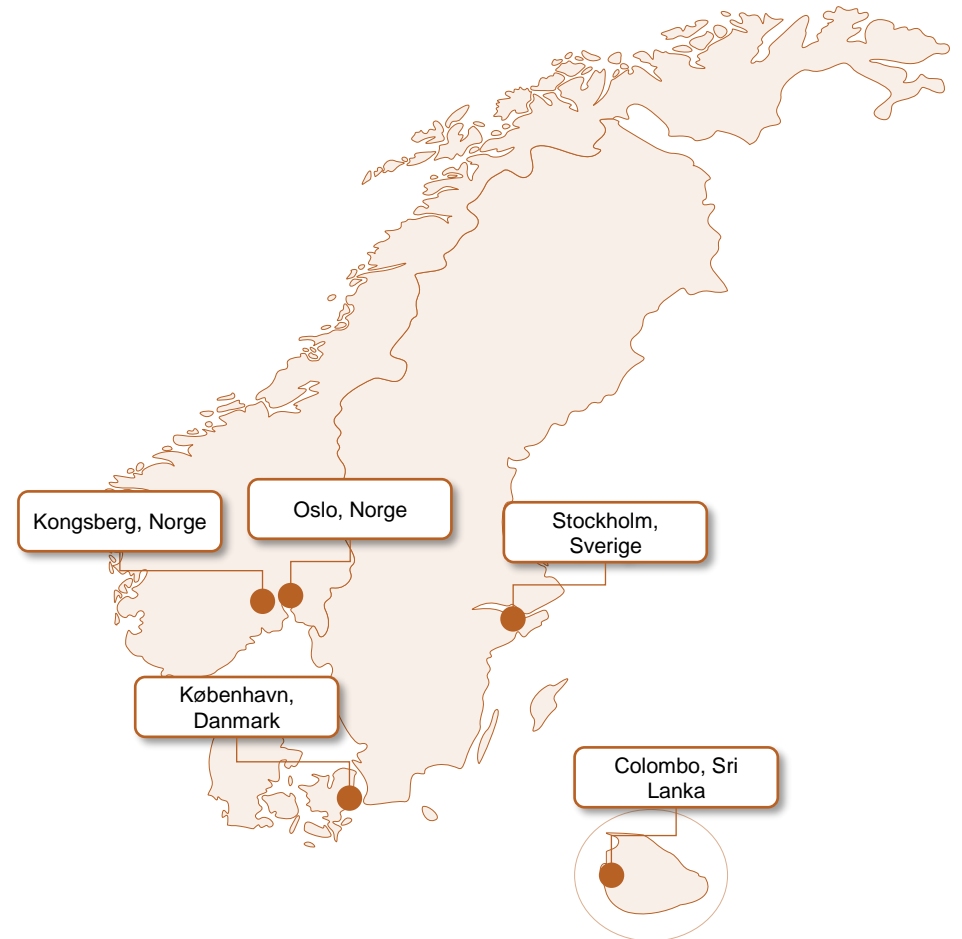 Kongsberg, Norge
Oslo, Norge
Stockholm,
Sverige
København,
Danmark
Colombo, Sri
Lanka